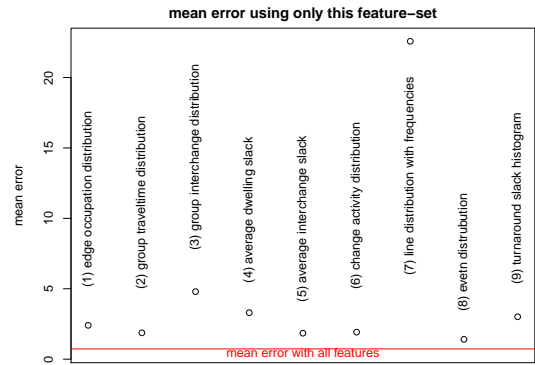 mean error using only this feature-set
mean error
0
5
10
15
20
(1) edge occupation distribution
(2) group traveltime distribution
(3) group interchange distribution
(4) average dwelling slack
(5) average interchange slack
(6) change activity distribution
(7) line distribution with frequencies
(8) evetn distrubution
(9) turnaround slack histogram
mean error with all features